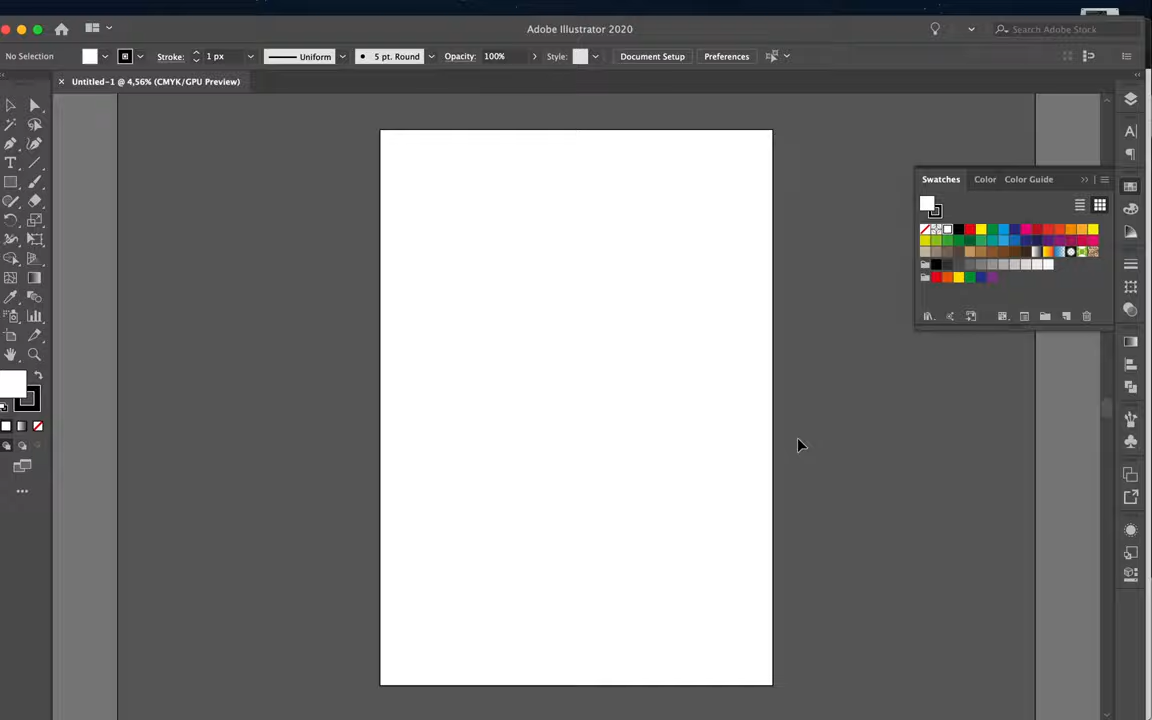 Adobe Illustrator 2020
Search Adobe Stock
No Selection Stroke: 1 px Uniform 5 pt. Round Opacity: 100% Style: Document Setup Preferences
Untitled-1 @ 4,56% (CMYK/GPU Preview)
Swatches Color Color Guide